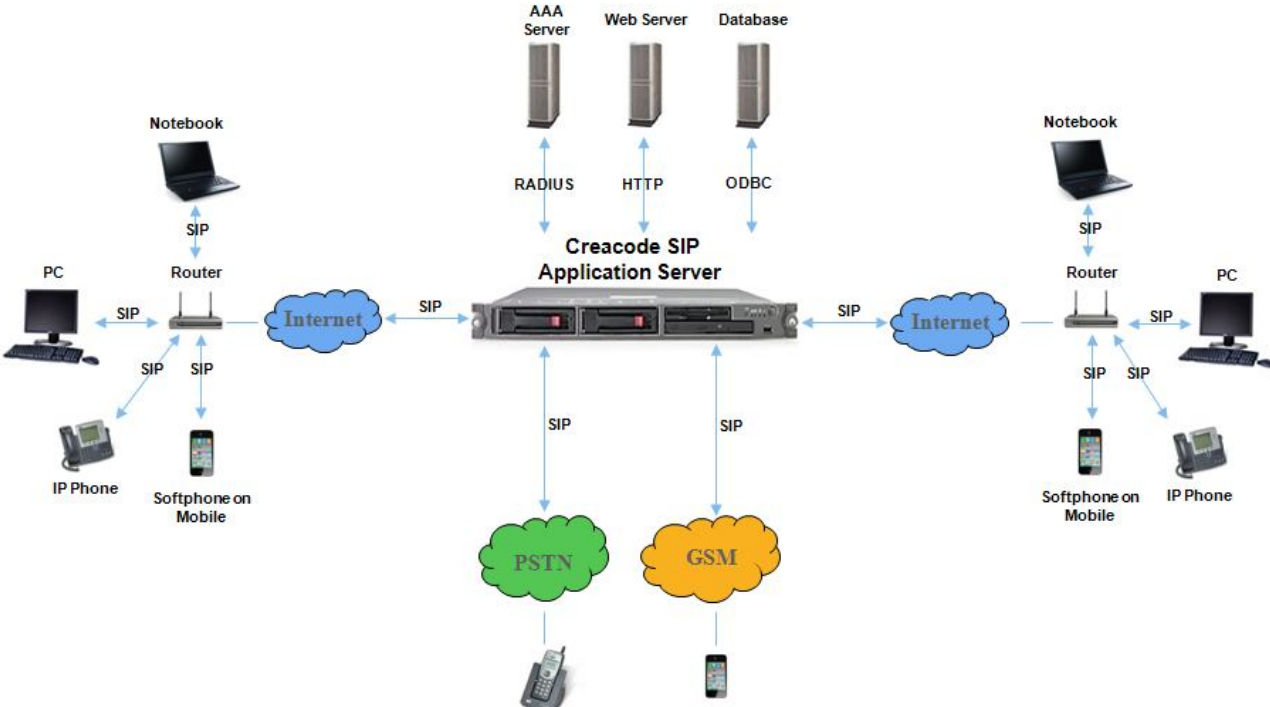 AAA
Server
Web Server
Database
Notebook
Notebook
RADIUS
HTTP
ODBC
SIP
SIP
Creacode SIP
Application Server
PC
Router
Router
PC
SIP
Internet
SIP
SIP
Internet
SIP
SIP
SIP
SIP
SIP
SIP
SIP
IP Phone
Softphone on
Mobile
Softphone on
Mobile
IP Phone
PSTN
GSM